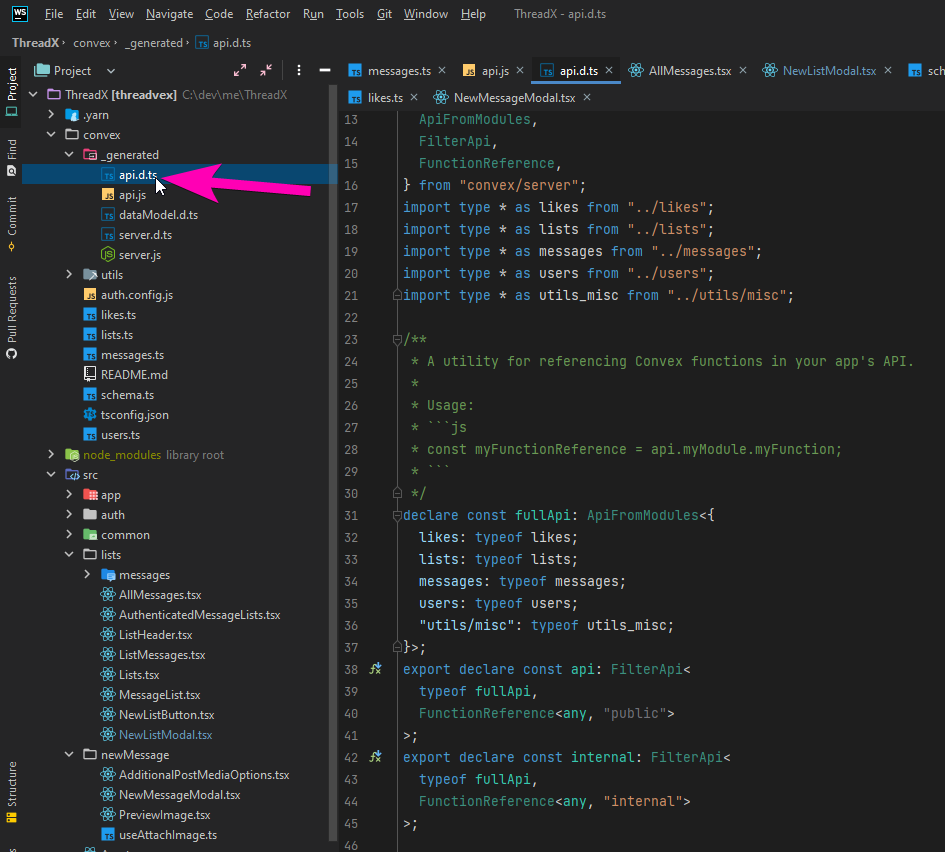 WS File Edit View Navigate Code Refactor Run Tools Git Window Help ThreadX - api.d.ts
ThreadX › convex › _generated › api.d.ts
Project
Find
Commit
Pull Requests
Structure
Project
ThreadX [threadvex] C:\dev\me\ThreadX
.yarn
convex
_generated
api.d.ts
api.js
dataModel.d.ts
server.d.ts
server.js
utils
auth.config.js
likes.ts
lists.ts
messages.ts
README.md
schema.ts
tsconfig.json
users.ts
node_modules library root
src
app
auth
common
lists
messages
AllMessages.tsx
AuthenticatedMessageLists.tsx
ListHeader.tsx
ListMessages.tsx
Lists.tsx
MessageList.tsx
NewListButton.tsx
NewListModal.tsx
newMessage
AdditionalPostMediaOptions.tsx
NewMessageModal.tsx
PreviewImage.tsx
useAttachImage.ts
messages.ts api.js api.d.ts AllMessages.tsx NewListModal.tsx sch
likes.ts NewMessageModal.tsx
13 ApiFromModules,
14 FilterApi,
15 FunctionReference,
16 } from "convex/server";
17 import type * as likes from "../likes";
18 import type * as lists from "../lists";
19 import type * as messages from "../messages";
20 import type * as users from "../users";
21 import type * as utils_misc from "../utils/misc";
22
23 /**
24 * A utility for referencing Convex functions in your app's API.
25 *
26 * Usage:
27 * ```js
28 * const myFunctionReference = api.myModule.myFunction;
29 * ```
30 */
31 declare const fullApi: ApiFromModules<{
32 likes: typeof likes;
33 lists: typeof lists;
34 messages: typeof messages;
35 users: typeof users;
36 "utils/misc": typeof utils_misc;
37 }>;
38 export declare const api: FilterApi<
39 typeof fullApi,
40 FunctionReference<any, "public">
41 >;
42 export declare const internal: FilterApi<
43 typeof fullApi,
44 FunctionReference<any, "internal">
45 >;
46